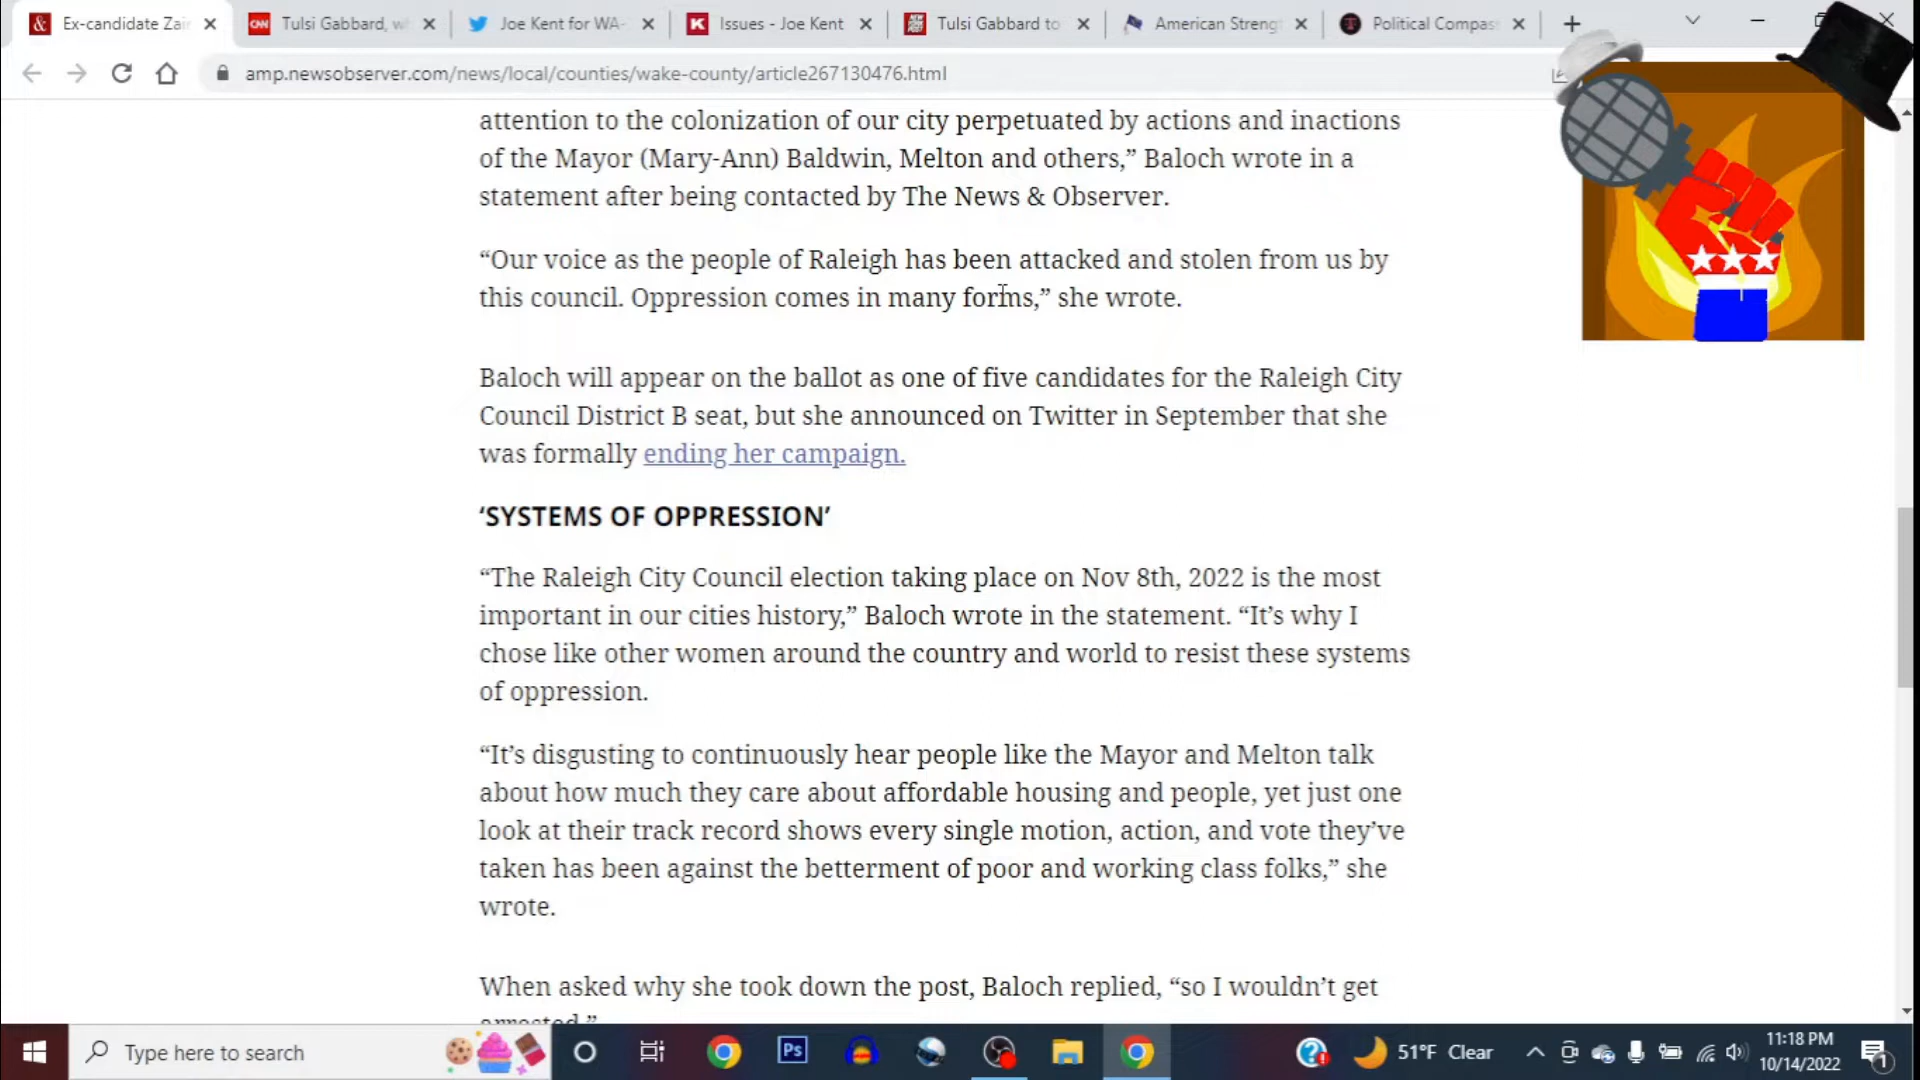 Ex-candidate Zai
CNN
Tulsi Gabbard, w
Joe Kent for WA-
K
Issues - Joe Kent
Tulsi Gabbard to
American Streng
Political Compas
amp.newsobserver.com/news/local/counties/wake-county/article267130476.html
attention to the colonization of our city perpetuated by actions and inactions
of the Mayor (Mary-Ann) Baldwin, Melton and others,” Baloch wrote in a
statement after being contacted by The News & Observer.
“Our voice as the people of Raleigh has been attacked and stolen from us by
this council. Oppression comes in many forms,” she wrote.
Baloch will appear on the ballot as one of five candidates for the Raleigh City
Council District B seat, but she announced on Twitter in September that she
was formally ending her campaign.
‘SYSTEMS OF OPPRESSION’
“The Raleigh City Council election taking place on Nov 8th, 2022 is the most
important in our cities history,” Baloch wrote in the statement. “It’s why I
chose like other women around the country and world to resist these systems
of oppression.
“It’s disgusting to continuously hear people like the Mayor and Melton talk
about how much they care about affordable housing and people, yet just one
look at their track record shows every single motion, action, and vote they’ve
taken has been against the betterment of poor and working class folks,” she
wrote.
When asked why she took down the post, Baloch replied, “so I wouldn’t get
arrested.”
Type here to search
Ps
51°F Clear
11:18 PM
10/14/2022
1